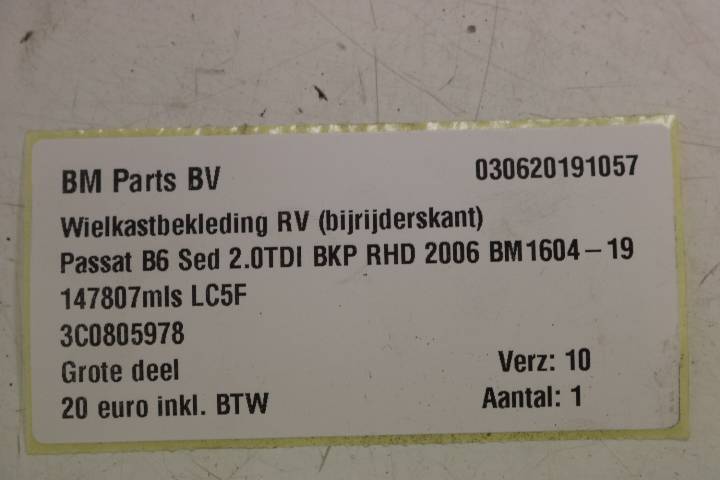 BM Parts BV 030620191057
Wielkastbekleding RV (bijrijderskant)
Passat B6 Sed 2.0TDI BKP RHD 2006 BM1604-19
147807mls LC5F
3C0805978
Grote deel Verz: 10
20 euro inkl. BTW Aantal: 1